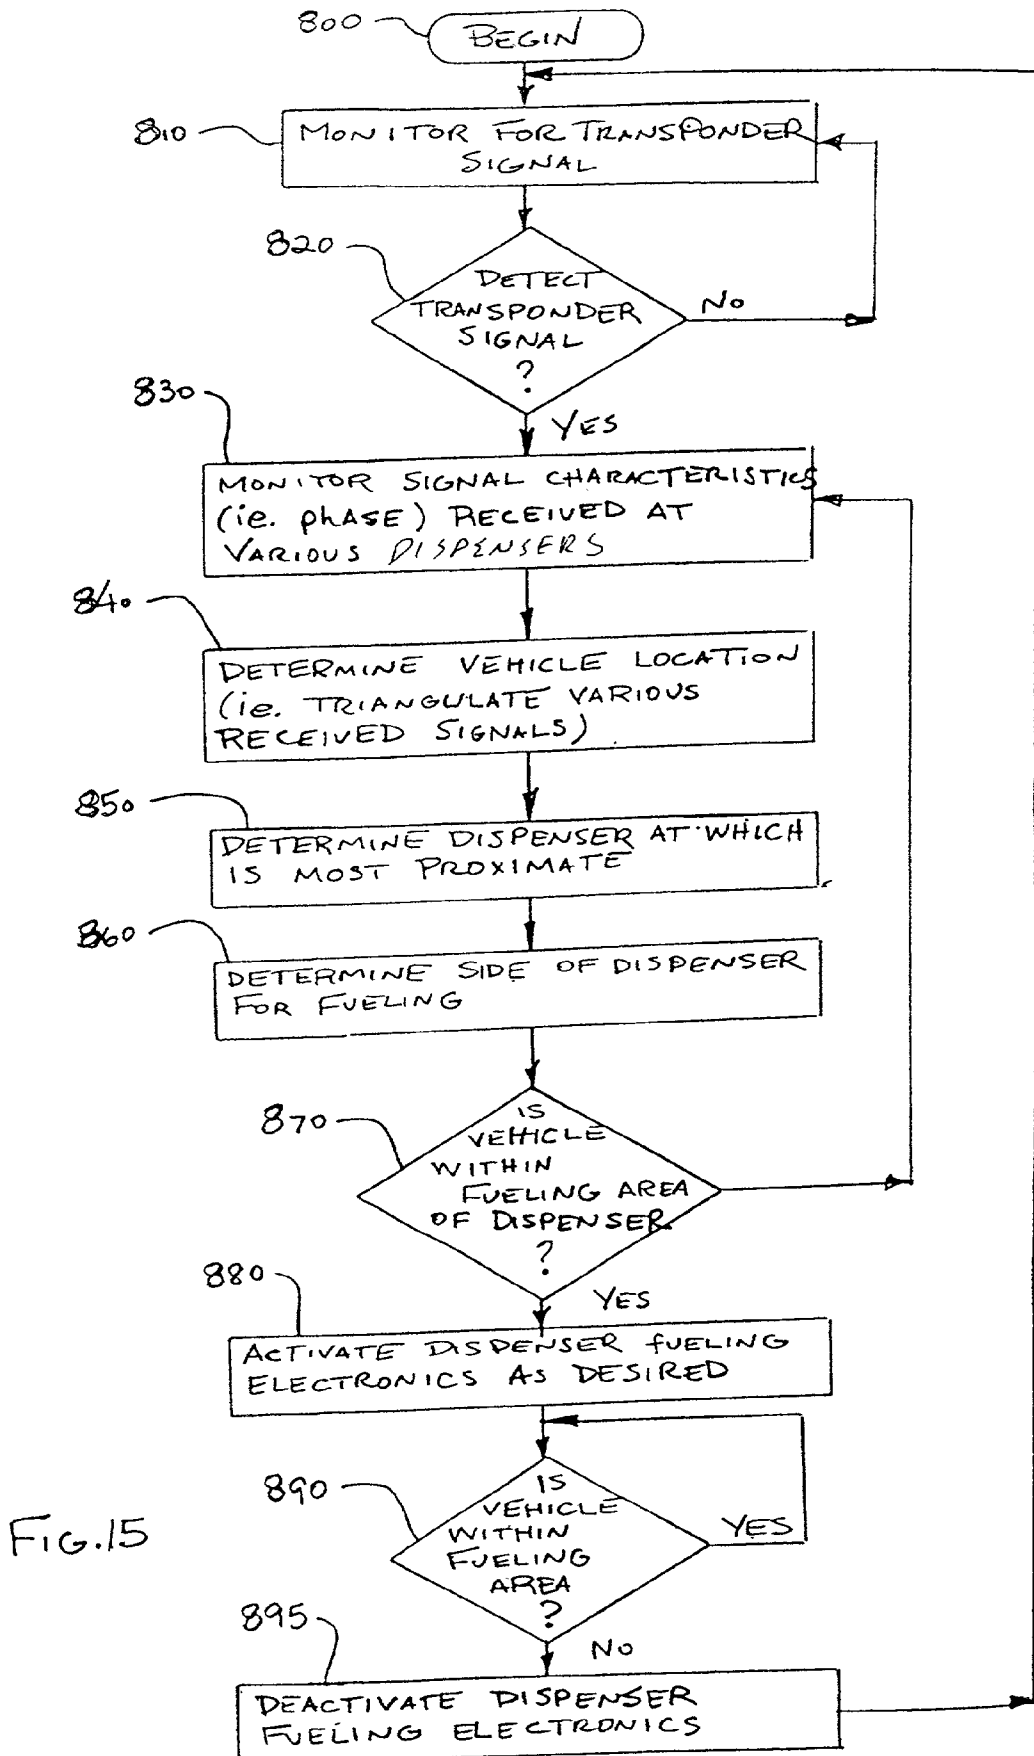 800
BEGIN
810
MONITOR FOR TRANSPONDER
SIGNAL
820
DETECT
TRANSPONDER
SIGNAL
?
No
YES
830
MONITOR SIGNAL CHARACTERISTICS
(ie. phASE) RECEIVED AT
VARIOUS DISPENSERS
840
DETERMINE VEHICLE LOCATION
(ie. TRIANGULATE VARIOUS
RECEIVED SIGNALS)
850
DETERMINE DISPENSER AT WHICH
IS MOST PROXIMATE
860
DETERMINE SIDE OF DISPENSER
FOR FUELING
870
IS
VEHICLE
WITHIN
FUELING AREA
OF DISPENSER
?
YES
880
ACTIVATE DISPENSER fUELING
ELECTRONICS AS DESIRED
890
IS
VEHICLE
WITHIN
FUELING
AREA
?
YES
NO
FIG.15
895
DEACTIVATE DISPENSER
FUELING ELECTRONICS